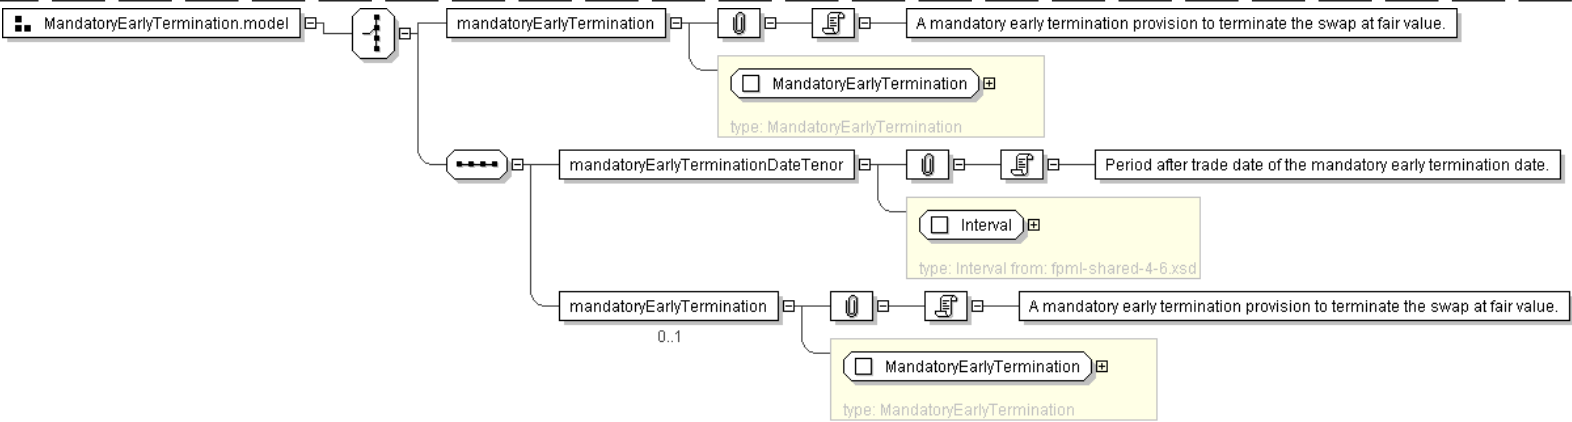 MandatoryEarlyTermination.model
mandatoryEarlyTermination
A mandatory early termination provision to terminate the swap at fair value.
MandatoryEarlyTermination
type: MandatoryEarlyTermination
mandatoryEarlyTerminationDateTenor
Period after trade date of the mandatory early termination date.
Interval
type: Interval from: fpml-shared-4-6.xsd
mandatoryEarlyTermination
A mandatory early termination provision to terminate the swap at fair value.
0..1
MandatoryEarlyTermination
type: MandatoryEarlyTermination